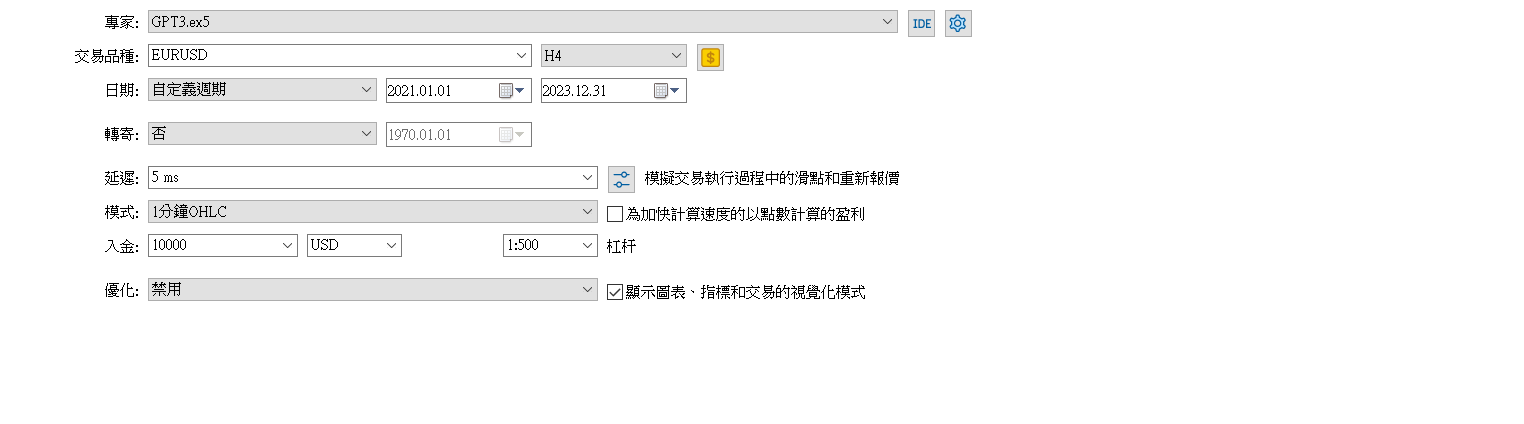 專家: GPT3.ex5 IDE
交易品種: EURUSD H4 $
日期: 自定義週期 2021.01.01 2023.12.31
轉寄: 否 1970.01.01
延遲: 5 ms 模擬交易執行過程中的滑點和重新報價
模式: 1分鐘OHLC 為加快計算速度的以點數計算的盈利
入金: 10000 USD 1:500 杠杆
優化: 禁用 顯示圖表、指標和交易的視覺化模式